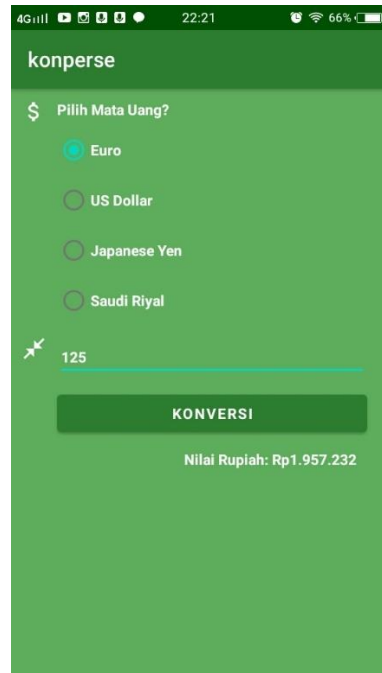 4G 22:21 66%
konperse
$ Pilih Mata Uang?
Euro
US Dollar
Japanese Yen
Saudi Riyal
125
KONVERSI
Nilai Rupiah: Rp1.957.232